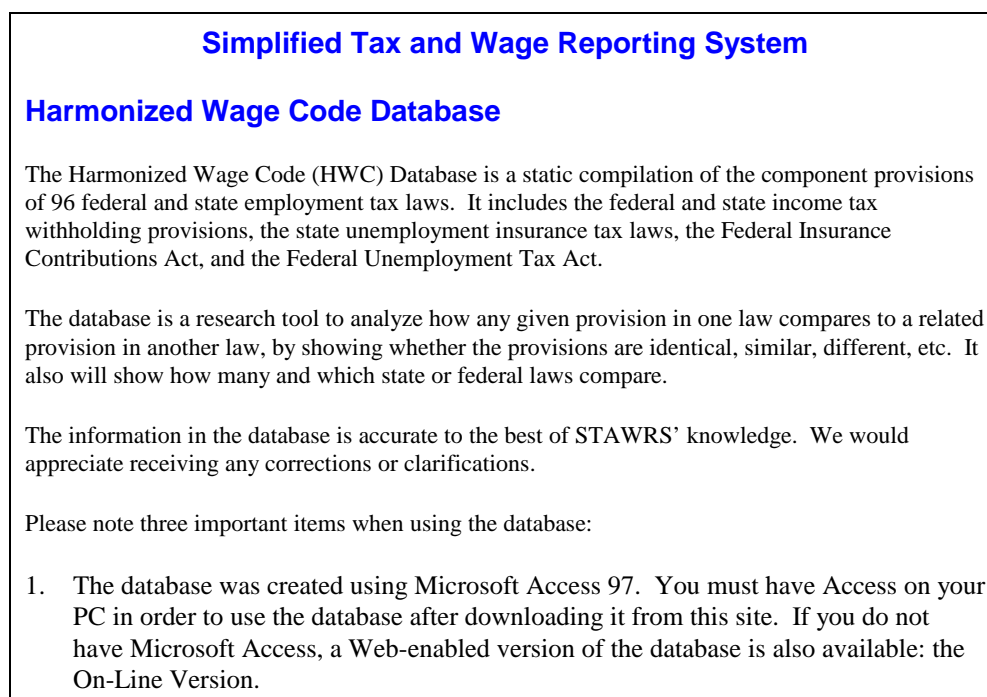 Simplified Tax and Wage Reporting System
Harmonized Wage Code Database
The Harmonized Wage Code (HWC) Database is a static compilation of the component provisions
of 96 federal and state employment tax laws.  It includes the federal and state income tax
withholding provisions, the state unemployment insurance tax laws, the Federal Insurance
Contributions Act, and the Federal Unemployment Tax Act.
The database is a research tool to analyze how any given provision in one law compares to a related
provision in another law, by showing whether the provisions are identical, similar, different, etc.  It
also will show how many and which state or federal laws compare.
The information in the database is accurate to the best of STAWRS’ knowledge.  We would
appreciate receiving any corrections or clarifications.
Please note three important items when using the database:
1.   The database was created using Microsoft Access 97.  You must have Access on your
PC in order to use the database after downloading it from this site.  If you do not
have Microsoft Access, a Web-enabled version of the database is also available: the
On-Line Version.